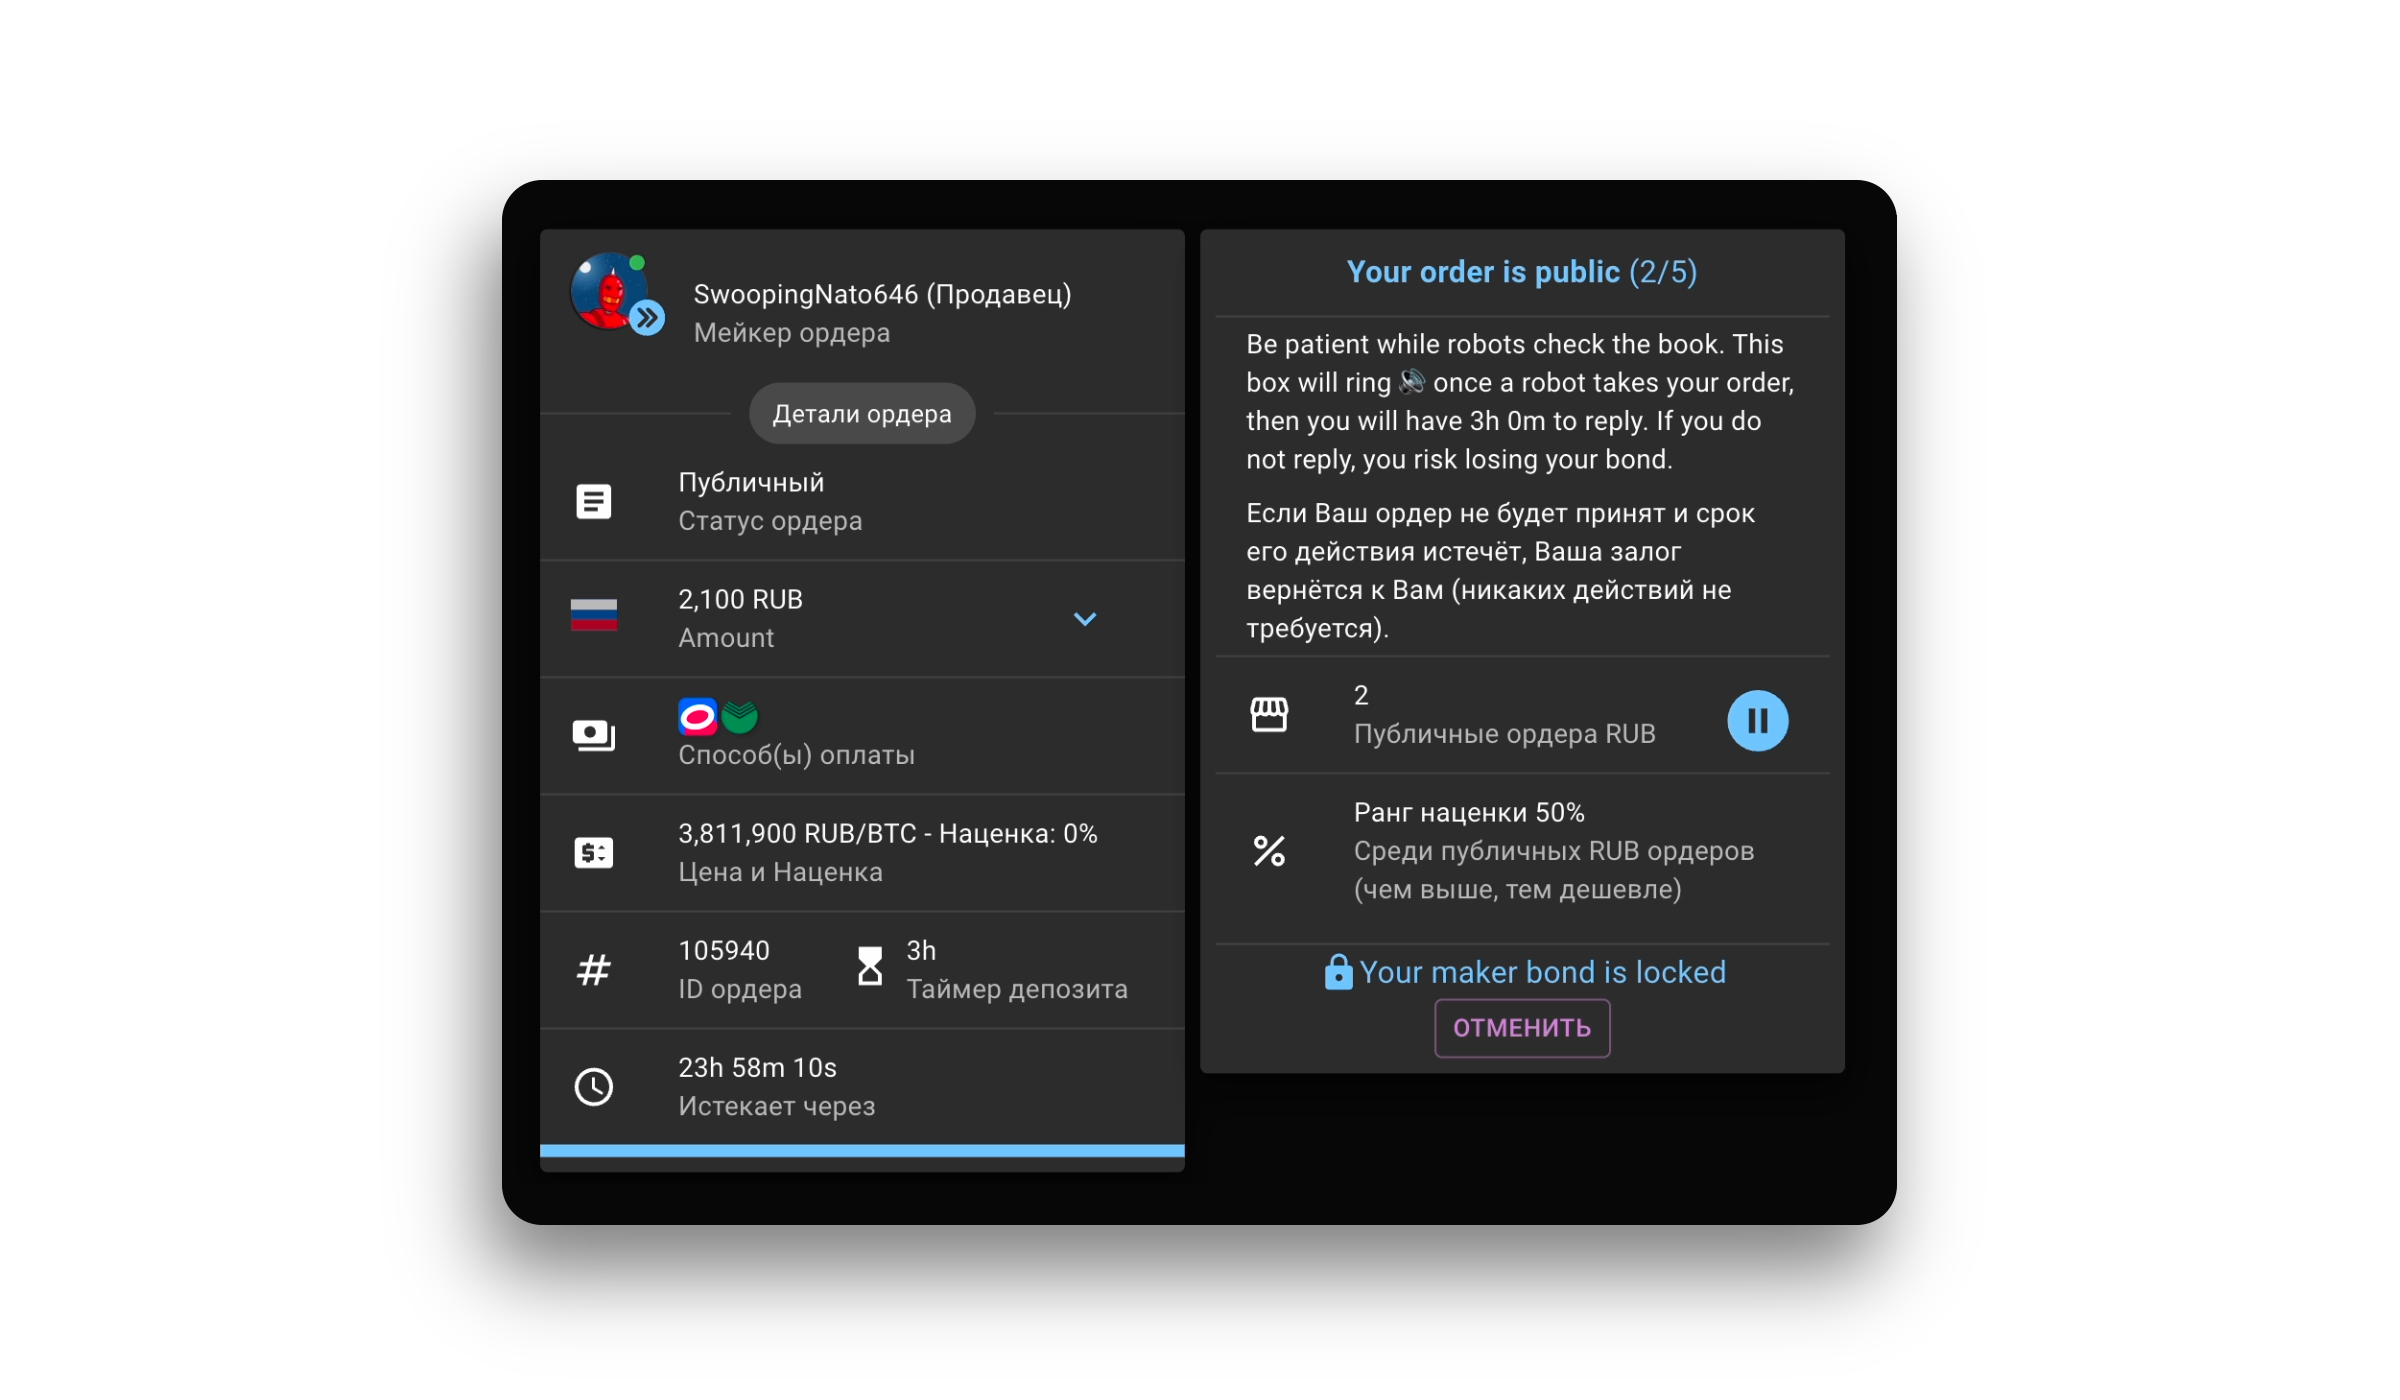 SwoopingNato646 (Продавец)
Мейкер ордера
Детали ордера
Публичный
Статус ордера
2,100 RUB
Amount
Способ(ы) оплаты
3,811,900 RUB/BTC - Наценка: 0%
Цена и Наценка
105940
ID ордера
3h
Таймер депозита
23h 58m 10s
Истекает через
Your order is public (2/5)
Be patient while robots check the book. This
box will ring 🔊 once a robot takes your order,
then you will have 3h 0m to reply. If you do
not reply, you risk losing your bond.
Если Ваш ордер не будет принят и срок
его действия истечёт, Ваша залог
вернётся к Вам (никаких действий не
требуется).
2
Публичные ордера RUB
Ранг наценки 50%
Среди публичных RUB ордеров
(чем выше, тем дешевле)
Your maker bond is locked
ОТМЕНИТЬ